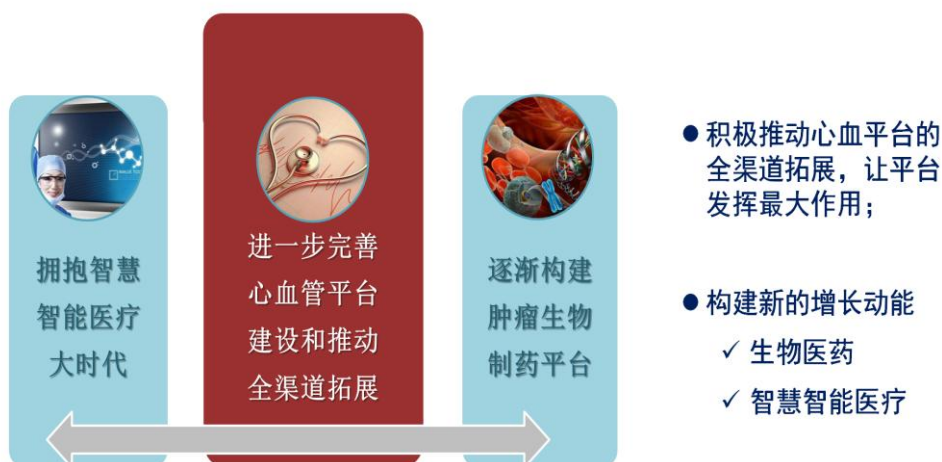 拥抱智慧
智能医疗
大时代
进一步完善
心血管平台
建设和推动
全渠道拓展
逐渐构建
肿瘤生物
制药平台
● 积极推动心血平台的
全渠道拓展，让平台
发挥最大作用；
● 构建新的增长动能
✓ 生物医药
✓ 智慧智能医疗